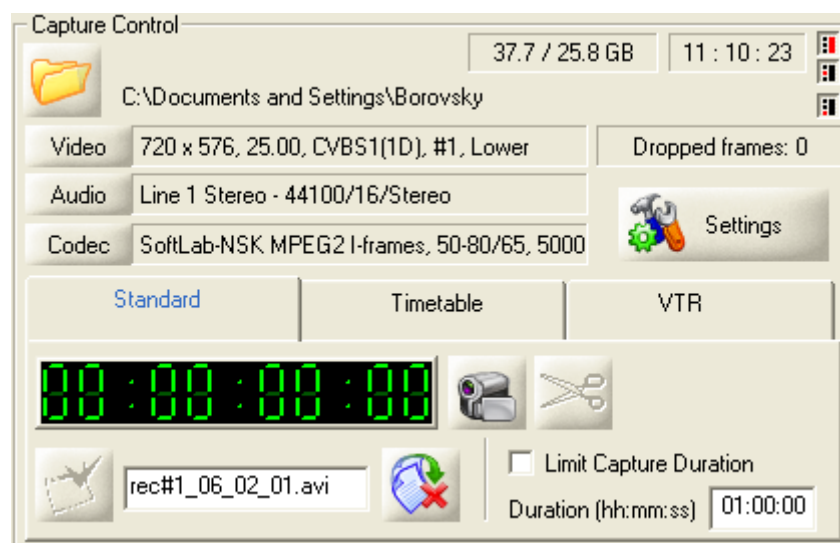 Capture Control
37.7 / 25.8 GB
11 : 10 : 23
C:\Documents and Settings\Borovsky
Video 720 x 576, 25.00, CVBS1(1D), #1, Lower
Dropped frames: 0
Audio Line 1 Stereo - 44100/16/Stereo
Settings
Codec SoftLab-NSK MPEG2 I-frames, 50-80/65, 5000
Standard Timetable VTR
00:00:00:00
rec#1_06_02_01.avi
Limit Capture Duration
Duration (hh:mm:ss) 01:00:00